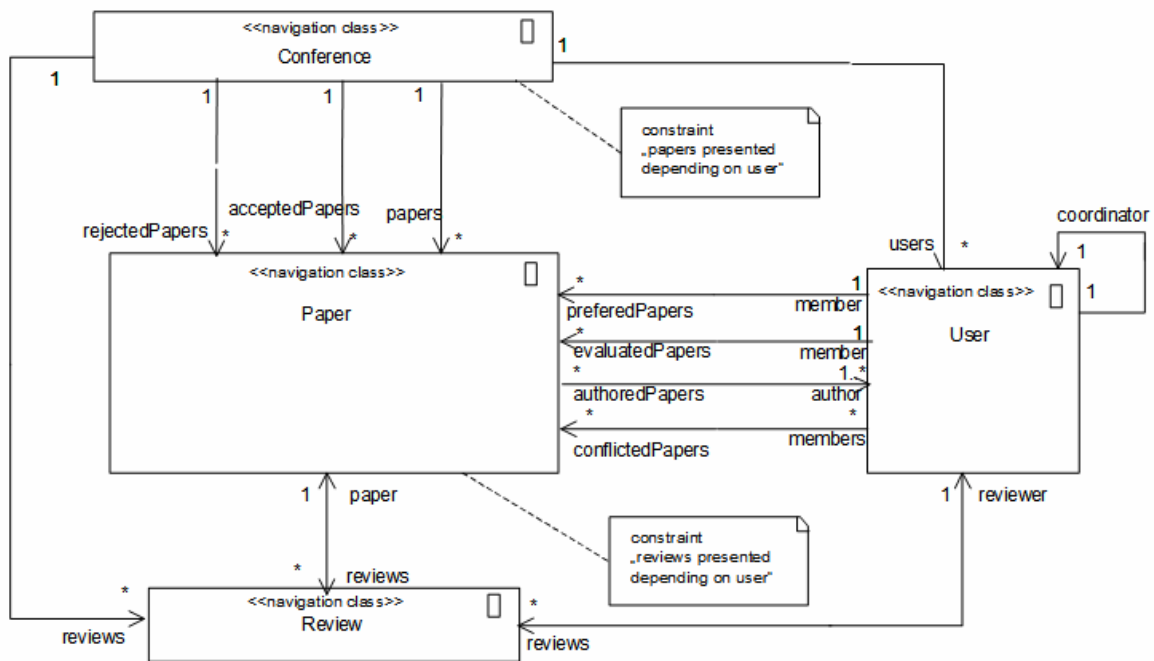 <<navigation class>>
Conference
1
1
1
1
1
1
constraint
„papers presented
depending on user"
rejectedPapers
*
acceptedPapers
*
papers
*
users
*
coordinator
1
1
<<navigation class>>
Paper
<<navigation class>>
User
*
preferedPapers
1
member
*
evaluatedPapers
1
member
*
authoredPapers
1..*
author
*
conflictedPapers
*
members
1
paper
1
reviewer
constraint
„reviews presented
depending on user"
*
reviews
*
reviews
<<navigation class>>
Review
*
reviews